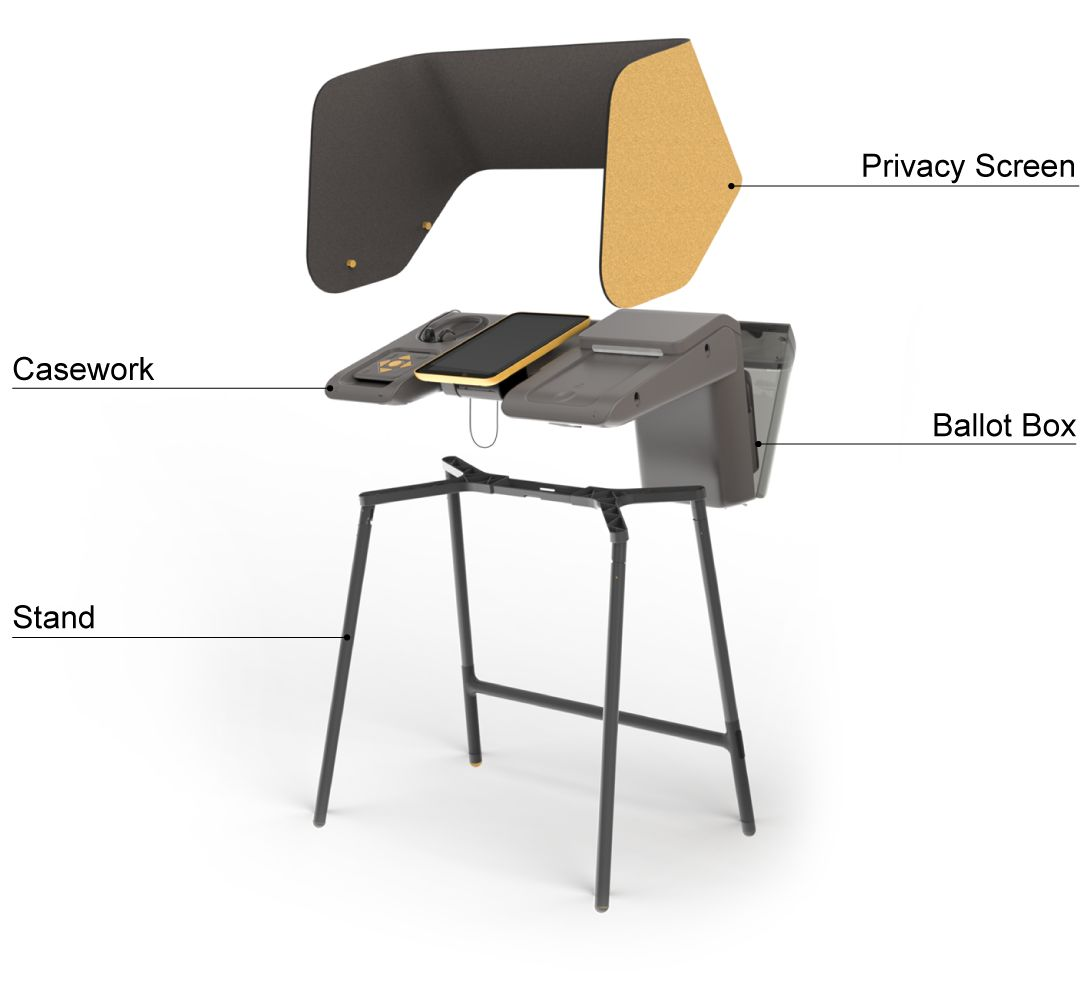 Privacy Screen
Casework
Ballot Box
Stand